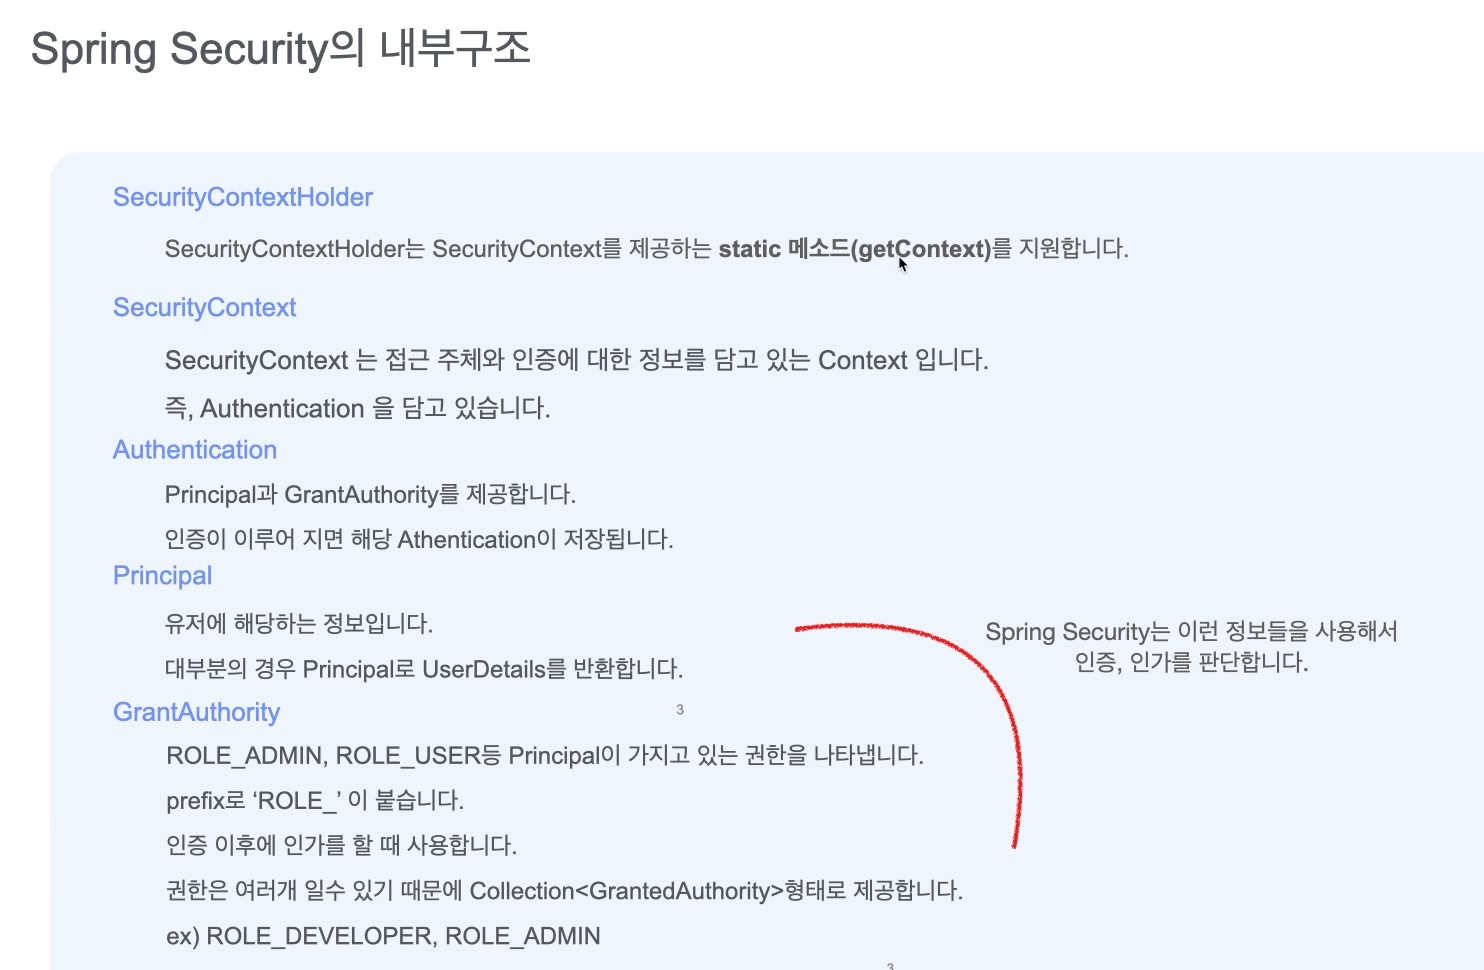 Spring Security의 내부구조
SecurityContextHolder
SecurityContextHolder는 SecurityContext를 제공하는 static 메소드(getContext)를 지원합니다.
SecurityContext
SecurityContext 는 접근 주체와 인증에 대한 정보를 담고 있는 Context 입니다.
즉, Authentication 을 담고 있습니다.
Authentication
Principal과 GrantAuthority를 제공합니다.
인증이 이루어 지면 해당 Athentication이 저장됩니다.
Principal
유저에 해당하는 정보입니다.
대부분의 경우 Principal로 UserDetails를 반환합니다.
3
Spring Security는 이런 정보들을 사용해서
인증, 인가를 판단합니다.
GrantAuthority
ROLE_ADMIN, ROLE_USER등 Principal이 가지고 있는 권한을 나타냅니다.
prefix로 ‘ROLE_’ 이 붙습니다.
인증 이후에 인가를 할 때 사용합니다.
권한은 여러개 일수 있기 때문에 Collection<GrantedAuthority>형태로 제공합니다.
ex) ROLE_DEVELOPER, ROLE_ADMIN
3